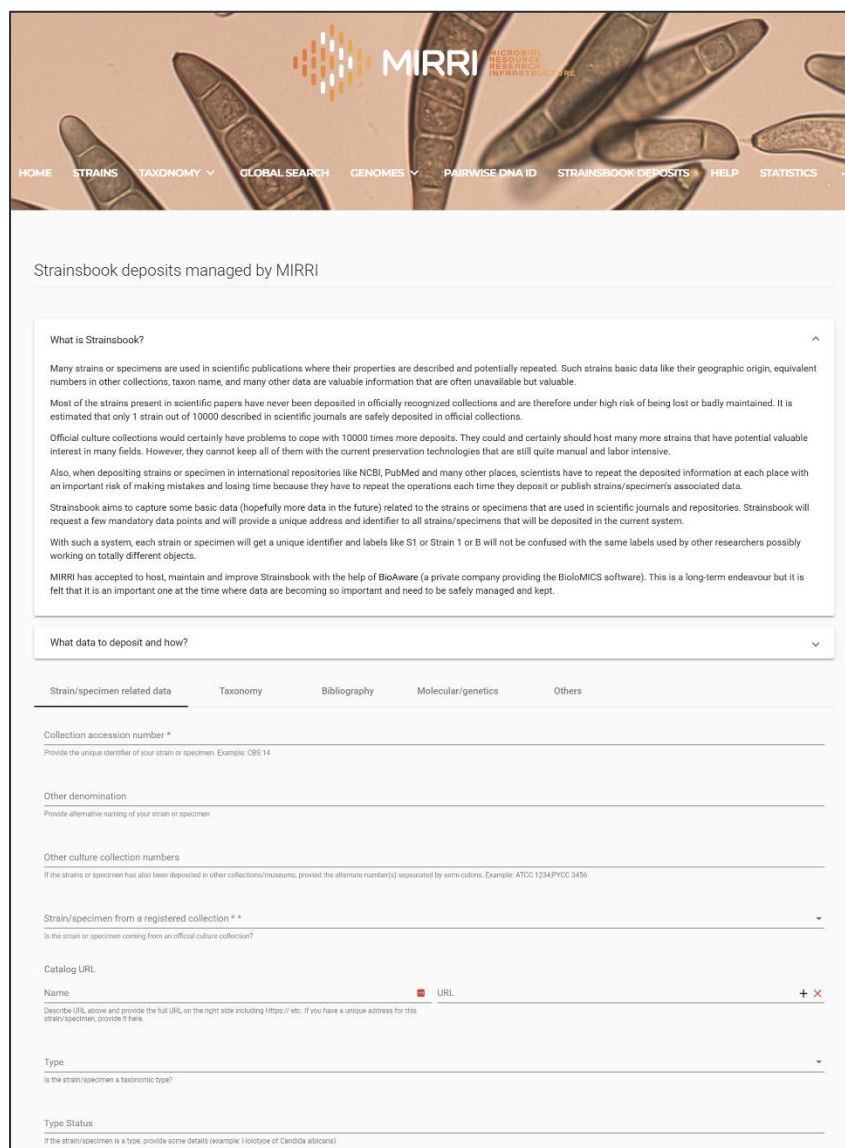 MIRRI
MICROBIAL
RESOURCE
RESEARCH
INFRASTRUCTURE
HOME STRAINS TAXONOMY GLOBAL SEARCH GENOMES PAIRWISE DNA ID STRAINSBOOK DEPOSITS HELP STATISTICS
Strainsbook deposits managed by MIRRI
What is Strainsbook?
Many strains or specimens are used in scientific publications where their properties are described and potentially repeated. Such strains basic data like their geographic origin, equivalent
numbers in other collections, taxon name, and many other data are valuable information that are often unavailable but valuable.
Most of the strains present in scientific papers have never been deposited in officially recognized collections and are therefore under high risk of being lost or badly maintained. It is
estimated that only 1 strain out of 10000 described in scientific journals are safely deposited in official collections.
Official culture collections would certainly have problems to cope with 10000 times more deposits. They could and certainly should host many more strains that have potential valuable
interest in many fields. However, they cannot keep all of them with the current preservation technologies that are still quite manual and labor intensive.
Also, when depositing strains or specimen in international repositories like NCBI, PubMed and many other places, scientists have to repeat the deposited information at each place with
an important risk of making mistakes and losing time because they have to repeat the operations each time they deposit or publish strains/specimen's associated data.
Strainsbook aims to capture some basic data (hopefully more data in the future) related to the strains or specimens that are used in scientific journals and repositories. Strainsbook will
request a few mandatory data points and will provide a unique address and identifier to all strains/specimens that will be deposited in the current system.
With such a system, each strain or specimen will get a unique identifier and labels like S1 or Strain 1 or B will not be confused with the same labels used by other researchers possibly
working on totally different objects.
MIRRI has accepted to host, maintain and improve Strainsbook with the help of BioAware (a private company providing the BioloMICS software). This is a long-term endeavour but it is
felt that it is an important one at the time where data are becoming so important and need to be safely managed and kept.
What data to deposit and how?
Strain/specimen related data Taxonomy Bibliography Molecular/genetics Others
Collection accession number *
Provide the unique identifier of your strain or specimen. Example: CBS 14
Other denomination
Provide alternative naming of your strain or specimen
Other culture collection numbers
If the strains or specimen has also been deposited in other collections/museums, provied the alternate number(s) sepearated by semi-colons. Example: ATCC 1234;PYCC 3456
Strain/specimen from a registered collection * *
Is the strain or specimen coming from an official culture collection?
Catalog URL
Name URL
Describe URL above and provide the full URL on the right side including Https:// etc. If you have a unique address for this
strain/specimen, provide it here.
Type
Is the strain/specimen a taxonomic type?
Type Status
If the strain/specimen is a type, provide some details (example: Holotype of Candida albicans)